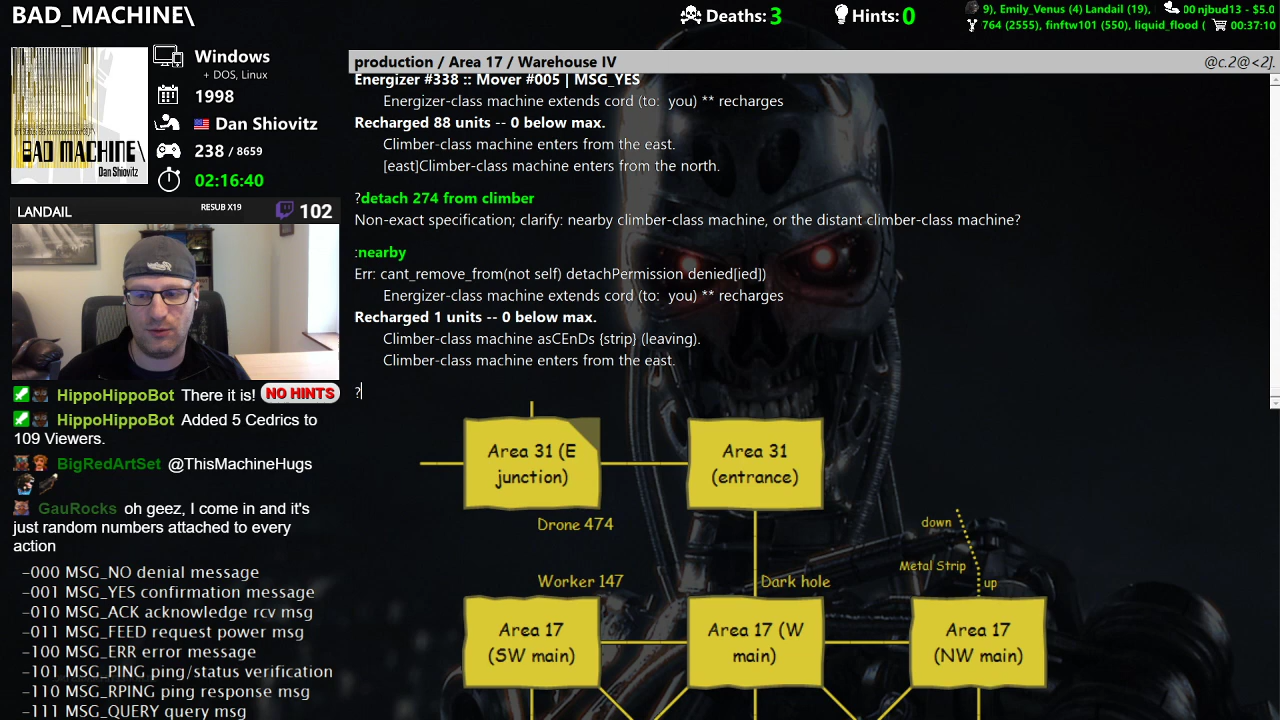 BAD_MACHINE\
Deaths: 3
Hints: 0
9), Emily_Venus (4) Landail (19),
00 njbud13 - $5.0
764 (2555), finftw101 (550), liquid_flood (
00:37:10
BAD MACHINE\
Dan Shiovitz
Windows
+ DOS, Linux
1998
Dan Shiovitz
238 / 8659
02:16:40
LANDAIL
RESUB X19
102
HippoHippoBot There it is! NO HINTS
HippoHippoBot Added 5 Cedrics to
109 Viewers.
BigRedArtSet @ThisMachineHugs
GauRocks oh geez, I come in and it's
just random numbers attached to every
action
-000 MSG_NO denial message
-001 MSG_YES confirmation message
-010 MSG_ACK acknowledge rcv msg
-011 MSG_FEED request power msg
-100 MSG_ERR error message
-101 MSG_PING ping/status verification
-110 MSG_RPING ping response msg
-111 MSG_QUERY query msg
production / Area 17 / Warehouse IV
@c.2@<2].
Energizer #338 :: Mover #005 | MSG_YES
Energizer-class machine extends cord (to: you) ** recharges
Recharged 88 units -- 0 below max.
Climber-class machine enters from the east.
[east]Climber-class machine enters from the north.
?detach 274 from climber
Non-exact specification; clarify: nearby climber-class machine, or the distant climber-class machine?
:nearby
Err: cant_remove_from(not self) detachPermission denied[ied])
Energizer-class machine extends cord (to: you) ** recharges
Recharged 1 units -- 0 below max.
Climber-class machine asCEnDs {strip} (leaving).
Climber-class machine enters from the east.
?
Area 31 (E
junction)
Area 31
(entrance)
Drone 474
down
Metal Strip
up
Worker 147
Dark hole
Area 17
(SW main)
Area 17 (W
main)
Area 17
(NW main)